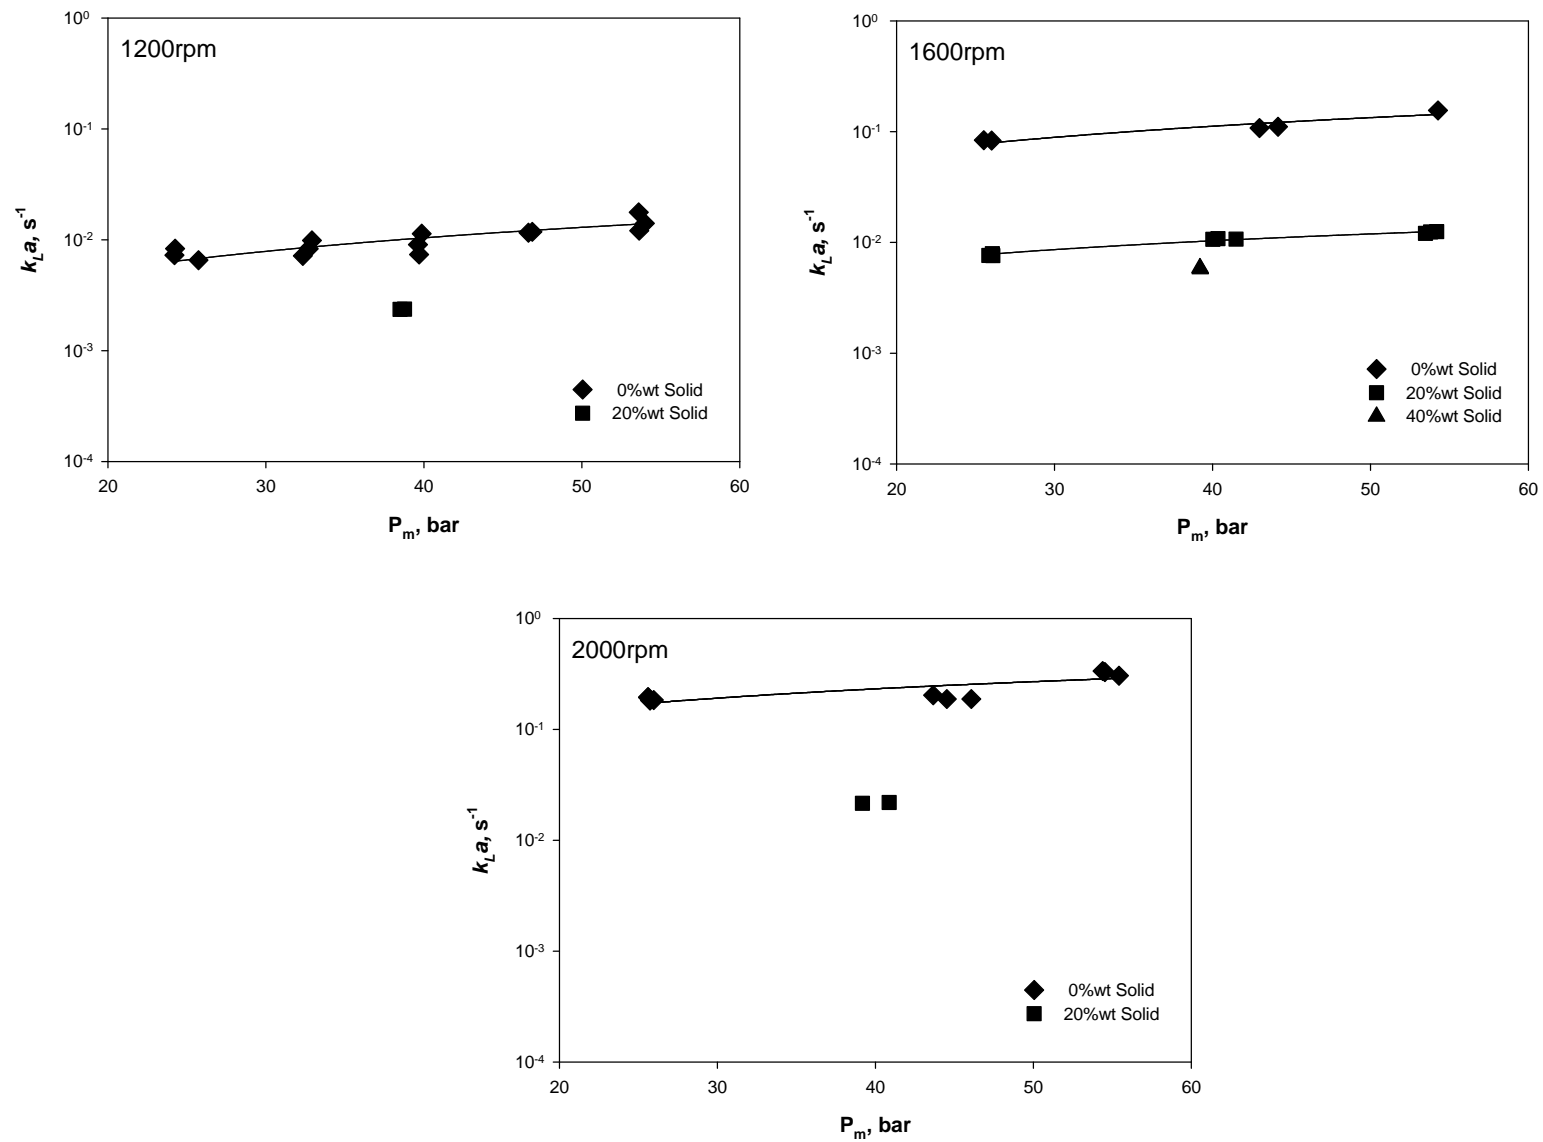 1200rpm
10⁰
10⁻¹
10⁻²
10⁻³
10⁻⁴
k_L a, s⁻¹
0%wt Solid
20%wt Solid
20 30 40 50 60
P_m, bar
1600rpm
10⁰
10⁻¹
10⁻²
10⁻³
10⁻⁴
k_L a, s⁻¹
0%wt Solid
20%wt Solid
40%wt Solid
20 30 40 50 60
P_m, bar
2000rpm
10⁰
10⁻¹
10⁻²
10⁻³
10⁻⁴
k_L a, s⁻¹
0%wt Solid
20%wt Solid
20 30 40 50 60
P_m, bar